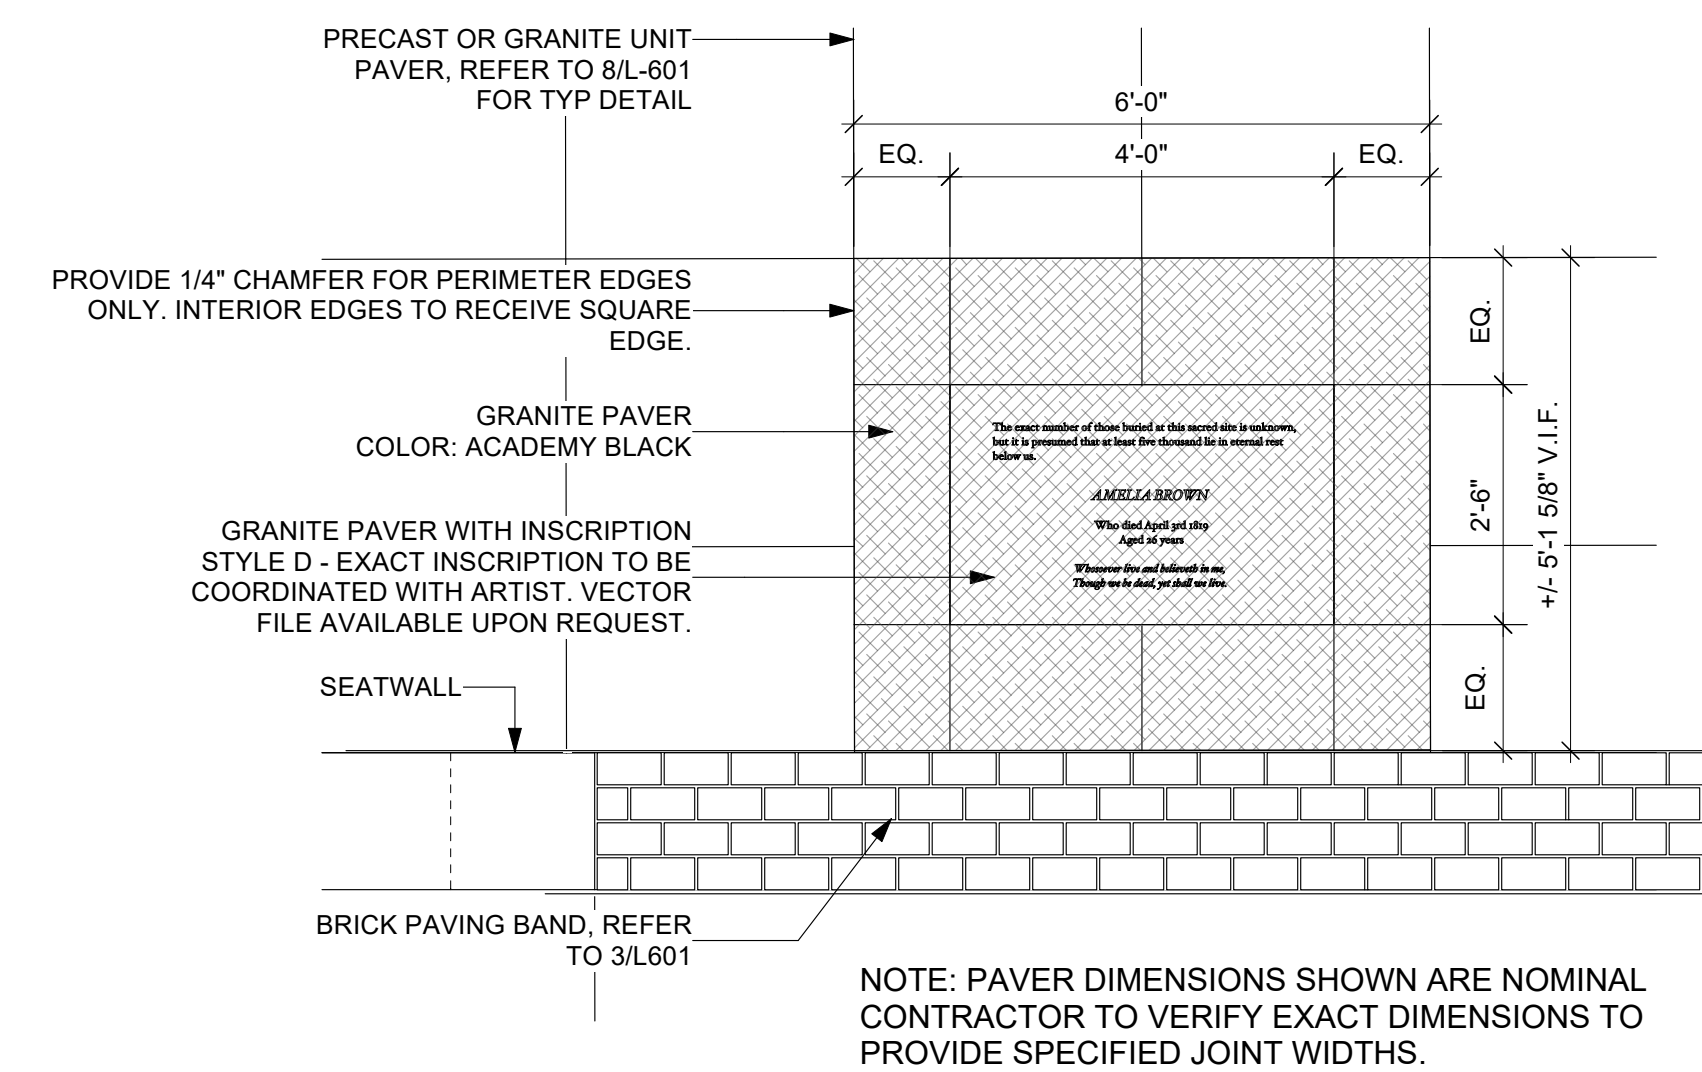 PRECAST OR GRANITE UNIT
PAVER, REFER TO 8/L-601
FOR TYP DETAIL
6'-0"
EQ.
4'-0"
EQ.
PROVIDE 1/4" CHAMFER FOR PERIMETER EDGES
ONLY. INTERIOR EDGES TO RECEIVE SQUARE
EDGE.
EQ.
GRANITE PAVER
COLOR: ACADEMY BLACK
The exact number of those buried at this sacred site is unknown,
but it is presumed that at least five thousand lie in eternal rest
below us.
AMELIA BROWN
Who died April 3rd 1819
Aged 26 years
Whosoever live and believeth in me,
Though we be dead, yet shall we live.
2'-6"
+/- 5'-1 5/8" V.I.F.
GRANITE PAVER WITH INSCRIPTION
STYLE D - EXACT INSCRIPTION TO BE
COORDINATED WITH ARTIST. VECTOR
FILE AVAILABLE UPON REQUEST.
EQ.
SEATWALL
BRICK PAVING BAND, REFER
TO 3/L601
NOTE: PAVER DIMENSIONS SHOWN ARE NOMINAL
CONTRACTOR TO VERIFY EXACT DIMENSIONS TO
PROVIDE SPECIFIED JOINT WIDTHS.